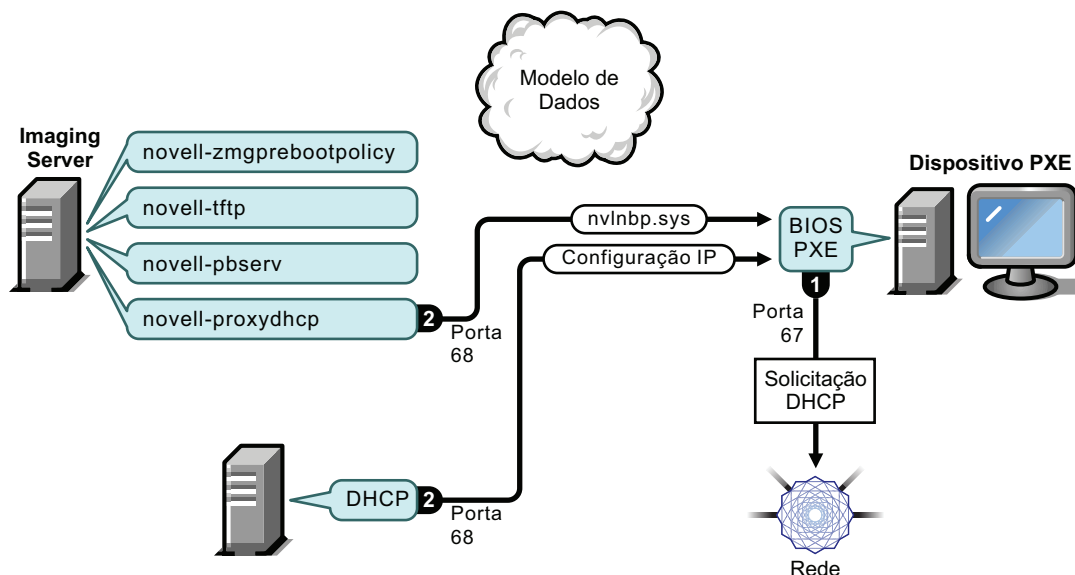 Modelo de
Dados
Imaging
Server
novell-zmgprebootpolicy
novell-tftp
novell-pbserv
novell-proxydhcp
2
Porta
68
nvlnbp.sys
Configuração IP
BIOS
PXE
1
Dispositivo PXE
Porta
67
Solicitação
DHCP
DHCP
2
Porta
68
Rede